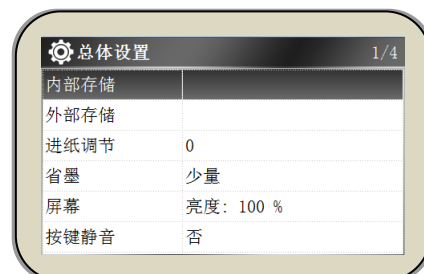 总体设置 1/4
内部存储
外部存储
进纸调节 0
省墨 少量
屏幕 亮度: 100 %
按键静音 否